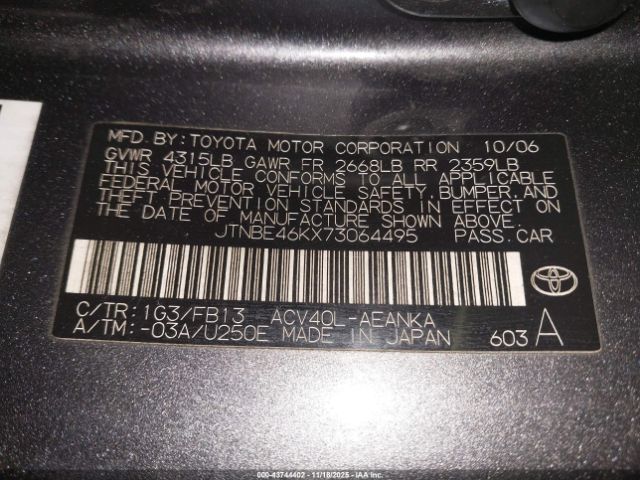 MFD BY: TOYOTA MOTOR CORPORATION 10/06
GVWR 4315LB GAWR FR 2668LB RR 2359LB
THIS VEHICLE CONFORMS TO ALL APPLICABLE
FEDERAL MOTOR VEHICLE SAFETY, BUMPER, AND
THEFT PREVENTION STANDARDS IN EFFECT ON
THE DATE OF MANUFACTURE SHOWN ABOVE.
JTNBE46KX73064495 PASS. CAR
C/TR: 1G3/FB13 ACV40L-AEANKA
A/TM: -03A/U250E MADE IN JAPAN 603 A
000-43744402 - 11/18/2025 - IAA Inc.